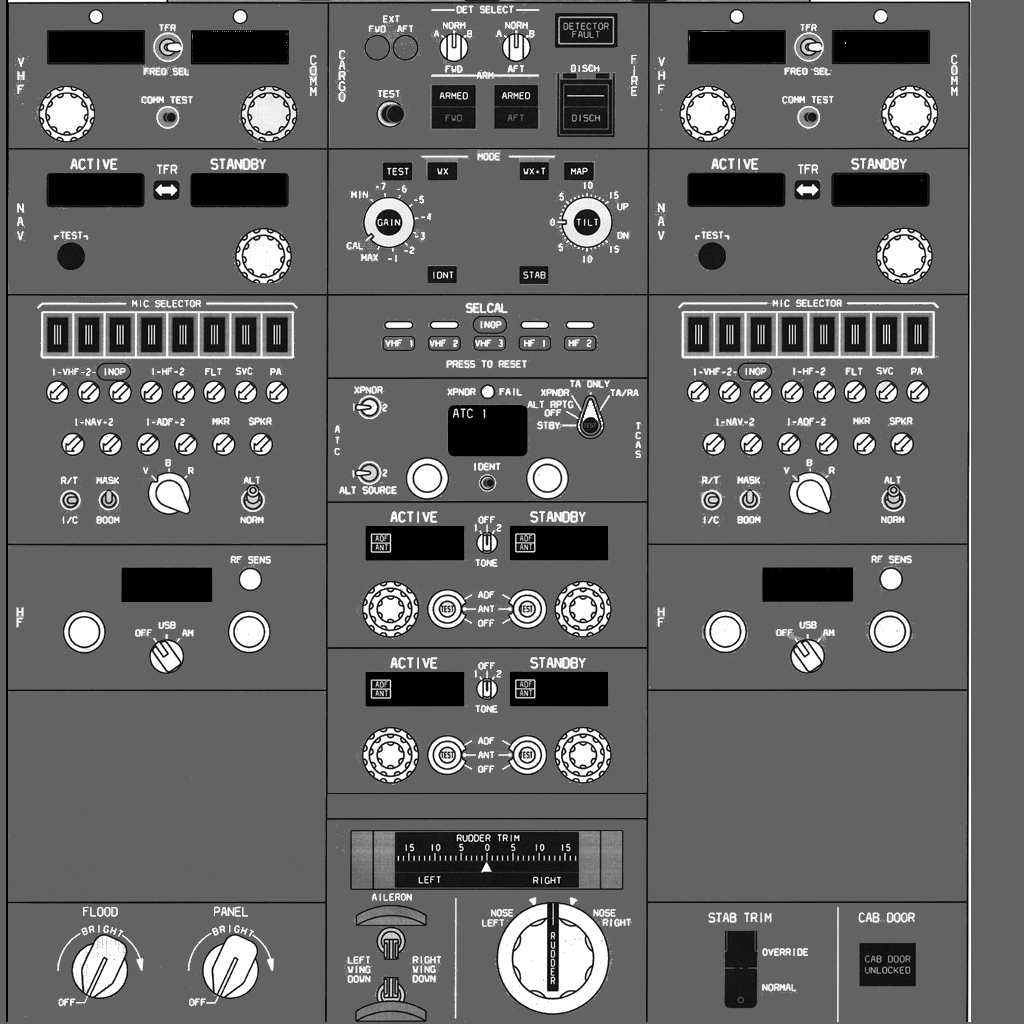 TFR
FREQ SEL
VHF
COMM
COMM TEST
EXT
FWD AFT
DET SELECT
NORM
A B
FWD
NORM
A B
AFT
DETECTOR
FAULT
CARGO
FIRE
ARM
DISCH
TEST
ARMED
FWD
ARMED
AFT
DISCH
TFR
FREQ SEL
VHF
COMM
COMM TEST
ACTIVE
TFR
STANDBY
NAV
TEST
MODE
TEST
WX
WX+T
MAP
MIN
-7
-6
-5
-4
-3
-2
-1
MAX
CAL
GAIN
10
15
UP
5
0
TILT
DN
5
15
10
IDNT
STAB
ACTIVE
TFR
STANDBY
NAV
TEST
MIC SELECTOR
1-VHF-2-
INOP
1-HF-2
FLT
SVC
PA
1-NAV-2
1-ADF-2
MKR
SPKR
V
B
R
R/T
I/C
MASK
BOOM
ALT
NORM
SELCAL
INOP
VHF 1
VHF 2
VHF 3
HF 1
HF 2
PRESS TO RESET
XPNDR
1 2
XPNDR
FAIL
ATC 1
TA ONLY
XPNDR
TA/RA
ALT RPTG
OFF
STBY
TEST
ATC
TCAS
1 2
ALT SOURCE
IDENT
MIC SELECTOR
1-VHF-2-
INOP
1-HF-2
FLT
SVC
PA
1-NAV-2
1-ADF-2
MKR
SPKR
V
B
R
R/T
I/C
MASK
BOOM
ALT
NORM
ACTIVE
OFF
1 1 2
TONE
STANDBY
ADF
ANT
ADF
ANT
TEST
ADF
ANT
OFF
TEST
HF
RF SENS
OFF
USB
AM
HF
RF SENS
OFF
USB
AM
ACTIVE
OFF
1 1 2
TONE
STANDBY
ADF
ANT
ADF
ANT
TEST
ADF
ANT
OFF
TEST
RUDDER TRIM
15 10 5 0 5 10 15
LEFT RIGHT
FLOOD
BRIGHT
OFF
PANEL
BRIGHT
OFF
AILERON
LEFT
WING
DOWN
RIGHT
WING
DOWN
NOSE
LEFT
NOSE
RIGHT
RUDDER
STAB TRIM
OVERRIDE
NORMAL
CAB DOOR
CAB DOOR
UNLOCKED